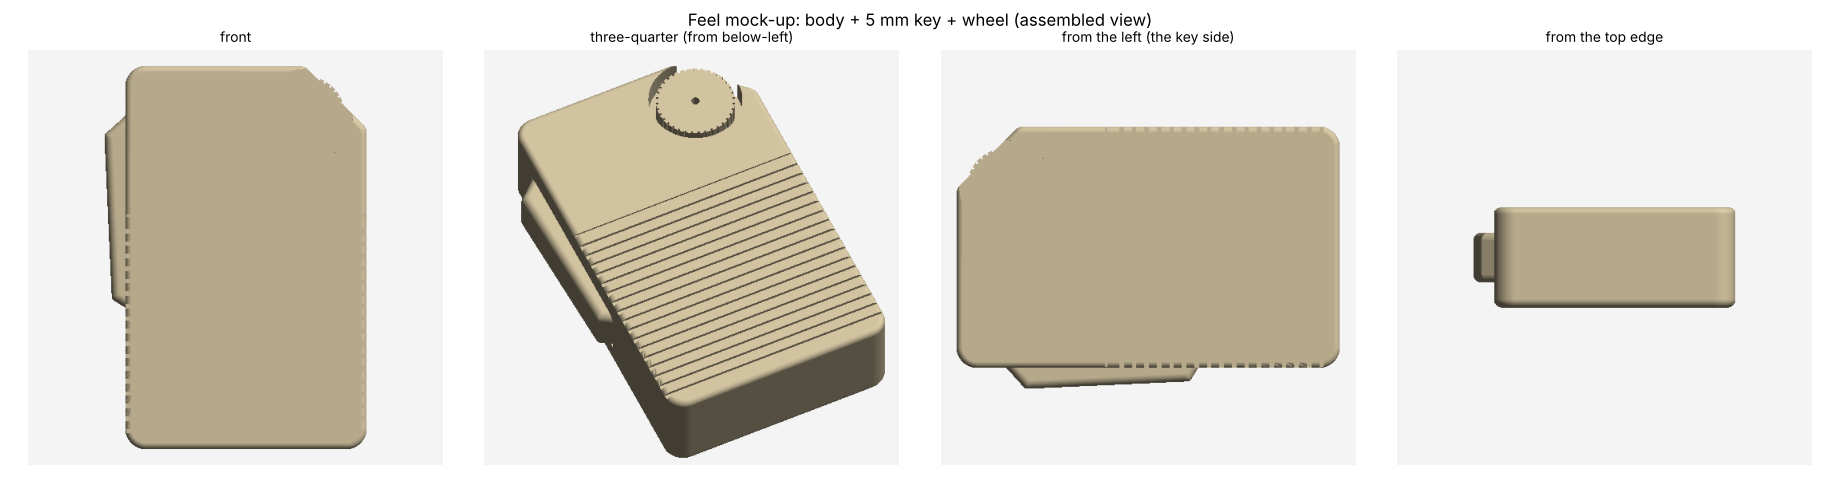 Feel mock-up: body + 5 mm key + wheel (assembled view)
front
three-quarter (from below-left)
from the left (the key side)
from the top edge